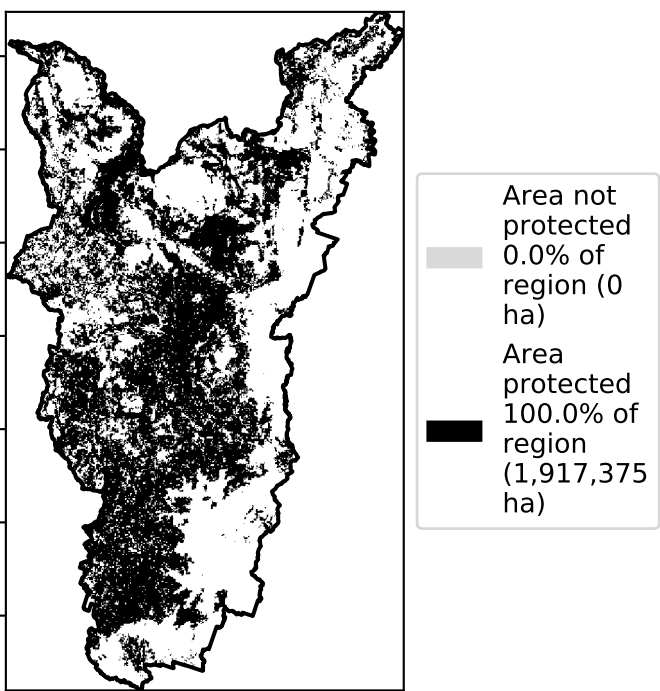 Area not
protected
0.0% of
region (0
ha)
Area
protected
100.0% of
region
(1,917,375
ha)